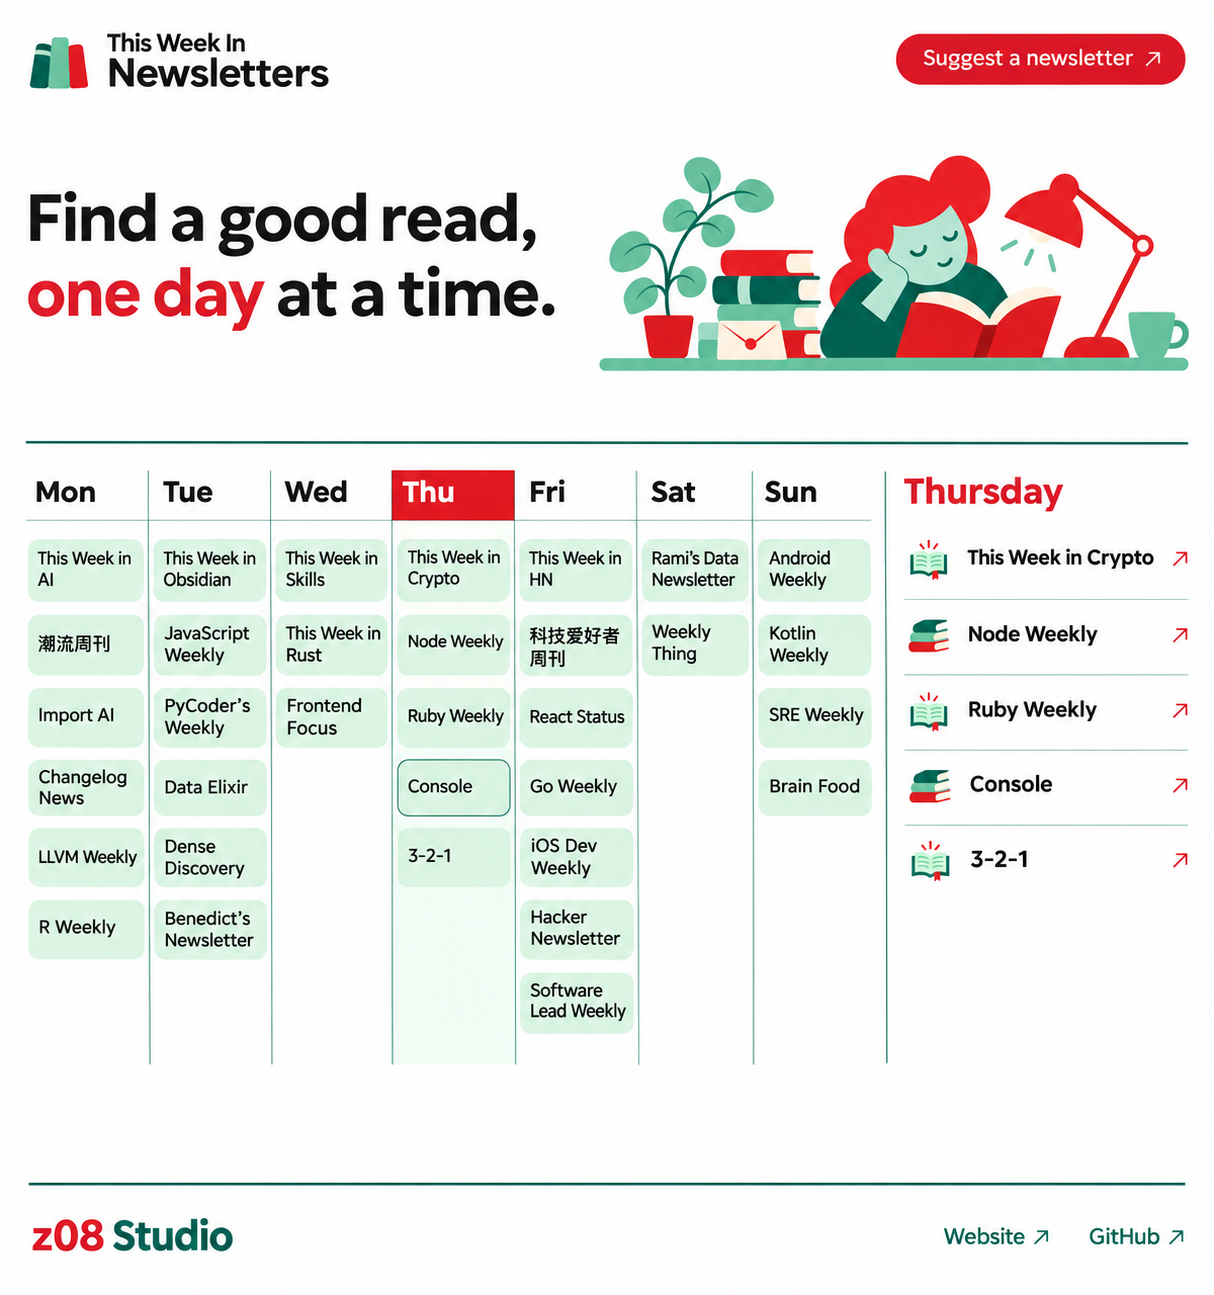 This Week In
Newsletters
Suggest a newsletter ↗
Find a good read,
one day at a time.
Mon
This Week in
AI
潮流周刊
Import AI
Changelog
News
LLVM Weekly
R Weekly
Tue
This Week in
Obsidian
JavaScript
Weekly
PyCoder's
Weekly
Data Elixir
Dense
Discovery
Benedict's
Newsletter
Wed
This Week in
Skills
This Week in
Rust
Frontend
Focus
Thu
This Week in
Crypto
Node Weekly
Ruby Weekly
Console
3-2-1
Fri
This Week in
HN
科技爱好者
周刊
React Status
Go Weekly
iOS Dev
Weekly
Hacker
Newsletter
Software
Lead Weekly
Sat
Rami's Data
Newsletter
Weekly
Thing
Sun
Android
Weekly
Kotlin
Weekly
SRE Weekly
Brain Food
Thursday
This Week in Crypto ↗
Node Weekly ↗
Ruby Weekly ↗
Console ↗
3-2-1 ↗
z08 Studio
Website ↗
GitHub ↗